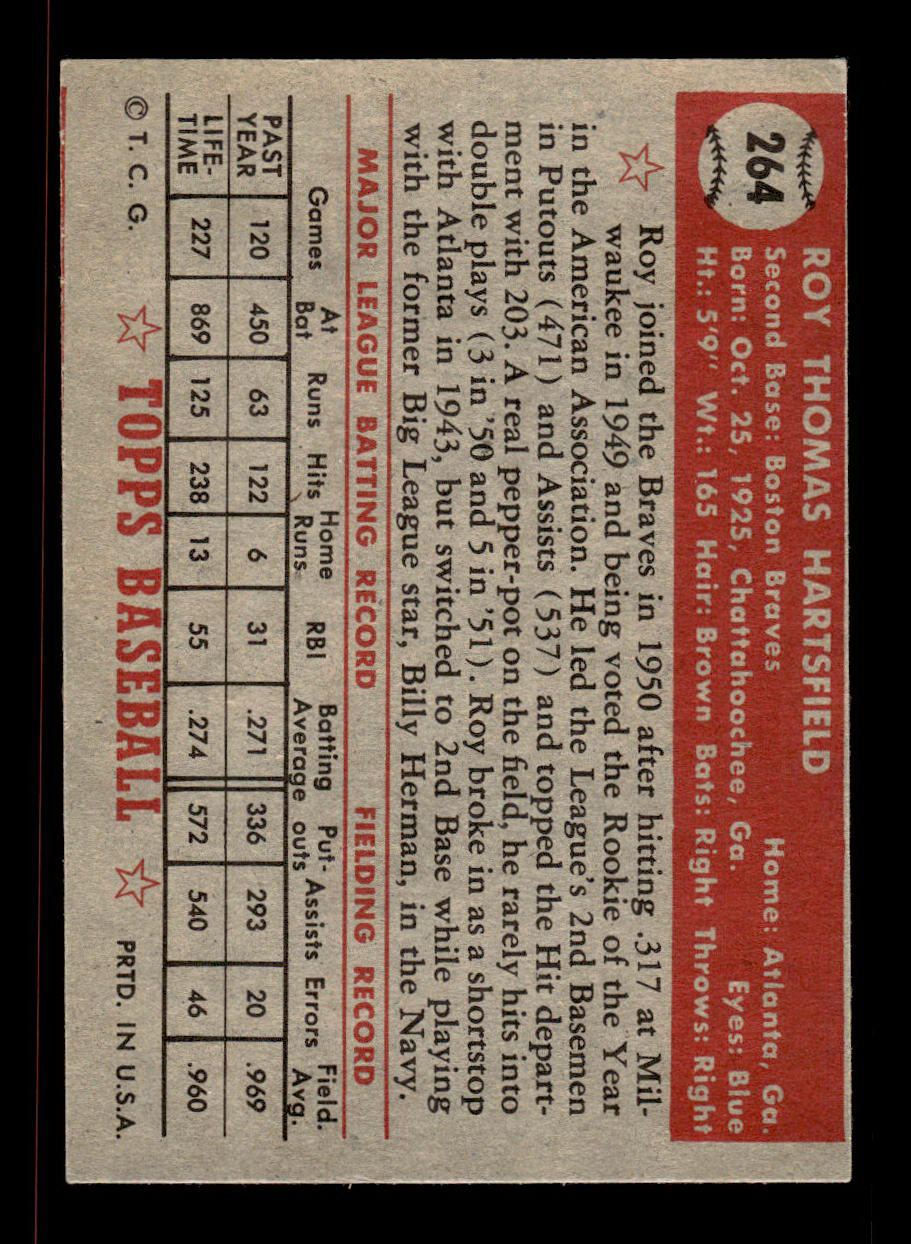 264
ROY THOMAS HARTSFIELD
Second Base: Boston Braves Home: Atlanta, Ga.
Born: Oct. 25, 1925, Chattahoochee, Ga. Eyes: Blue
Ht.: 5'9" Wt.: 165 Hair: Brown Bats: Right Throws: Right
Roy joined the Braves in 1950 after hitting .317 at Mil-
waukee in 1949 and being voted the Rookie of the Year
in the American Association. He led the League's 2nd Basemen
in Putouts (471) and Assists (537) and topped the Hit depart-
ment with 203. A real pepper-pot on the field, he rarely hits into
double plays (3 in '50 and 5 in '51). Roy broke in as a shortstop
with Atlanta in 1943, but switched to 2nd Base while playing
with the former Big League star, Billy Herman, in the Navy.
MAJOR LEAGUE BATTING RECORD FIELDING RECORD
Games At Bat Runs Hits Home Runs RBI Batting Average Put-outs Assists Errors Field. Avg.
PAST YEAR 120 450 63 122 6 31 .271 336 293 20 .969
LIFE-TIME 227 869 125 238 13 55 .274 572 540 46 .960
© T. C. G. TOPPS BASEBALL PRTD. IN U.S.A.